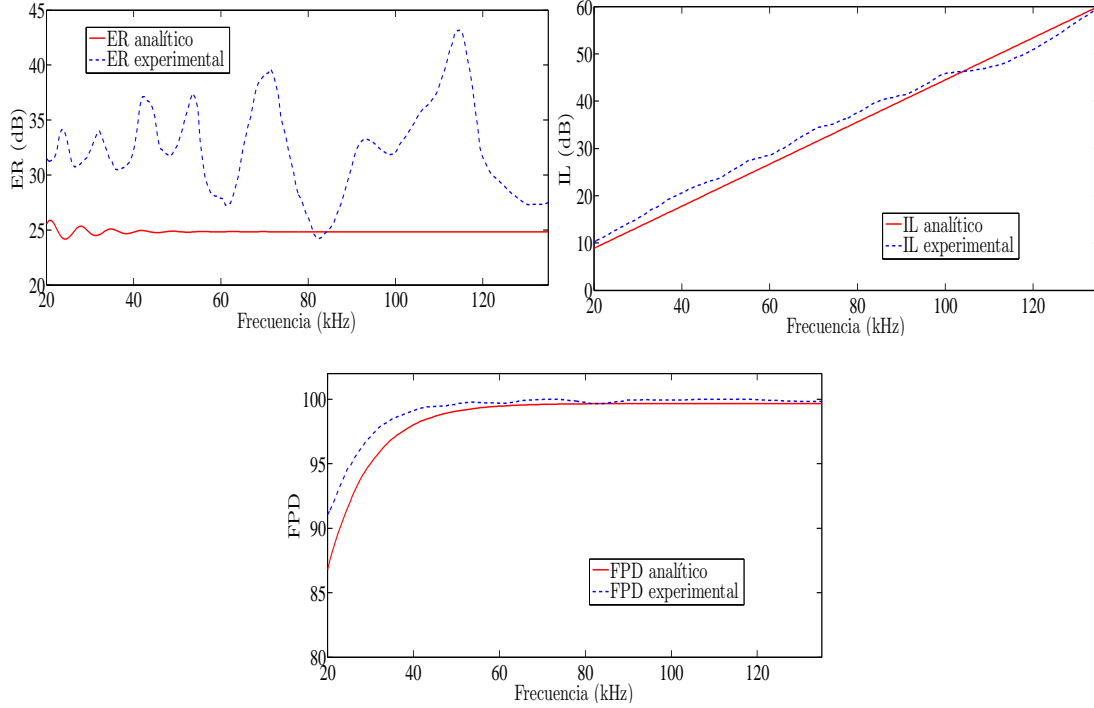 45
40
35
30
25
20
ER (dB)
ER analítico
ER experimental
20 40 60 80 100 120
Frecuencia (kHz)
60
50
40
30
20
10
0
IL (dB)
IL analítico
IL experimental
20 40 60 80 100 120
Frecuencia (kHz)
100
95
90
85
80
FPD
FPD analítico
FPD experimental
20 40 60 80 100 120
Frecuencia (kHz)